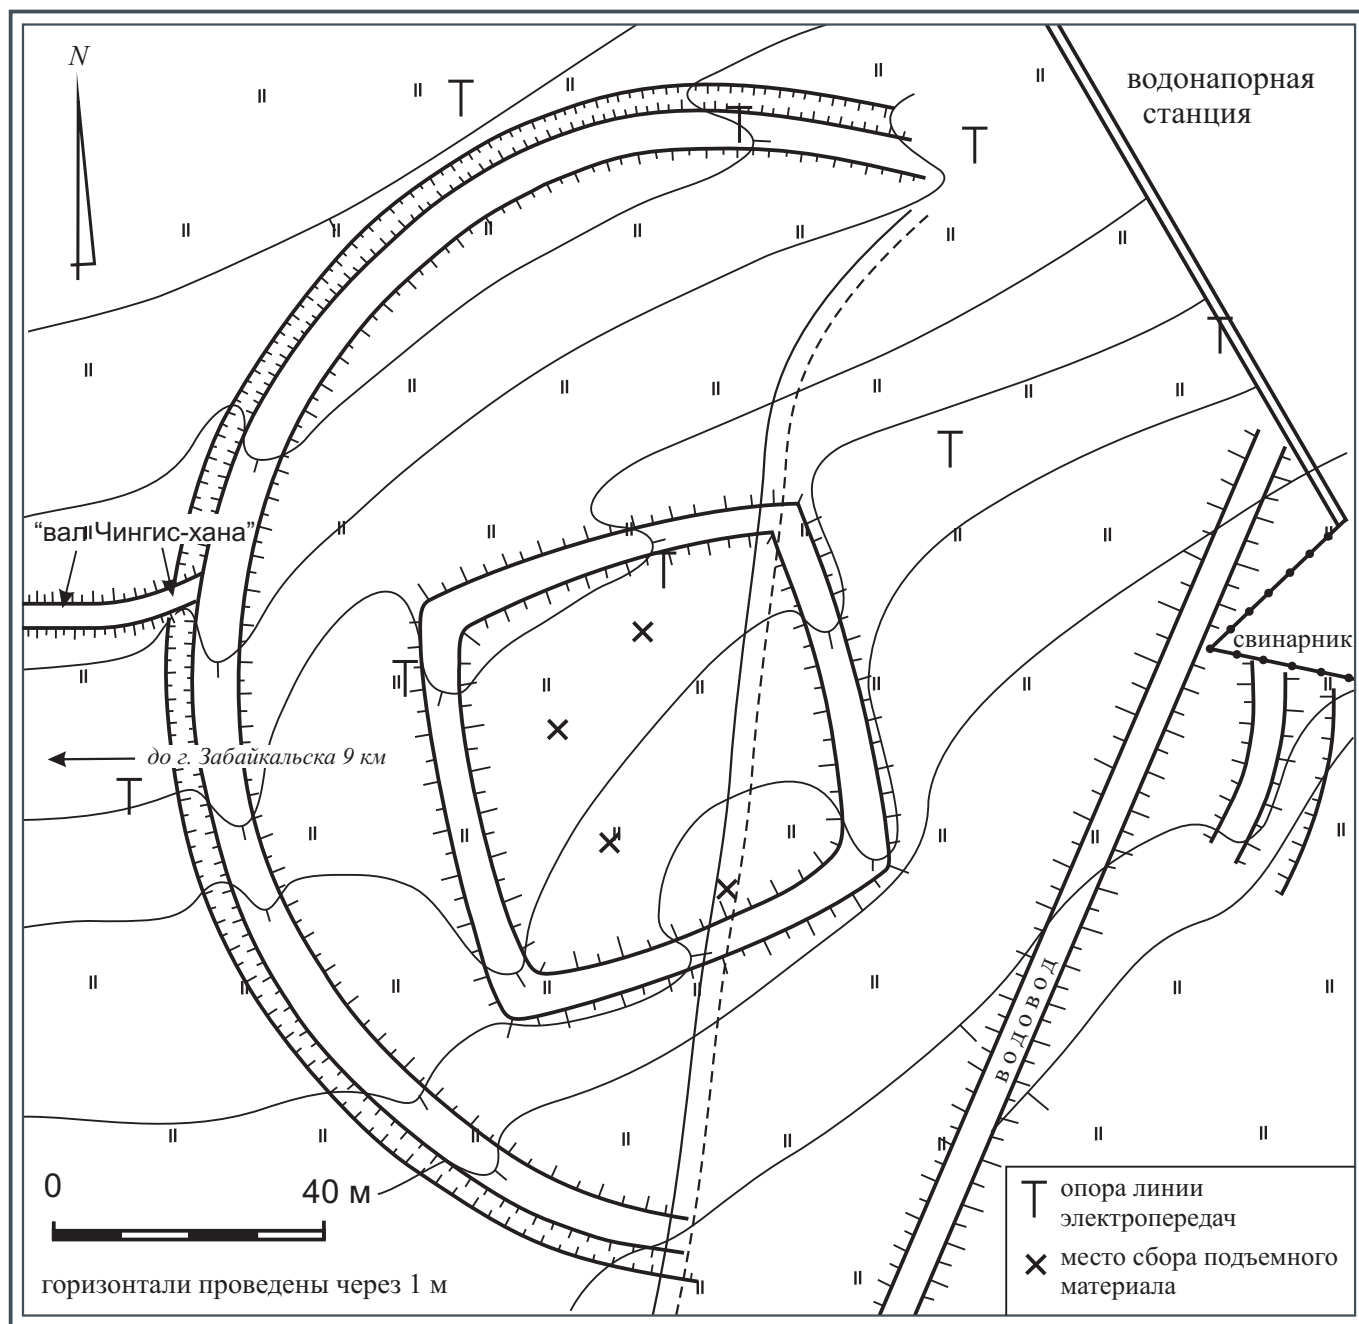 N
водонапорная
станция
“вал Чингис-хана”
свинарник
до г. Забайкальска 9 км
ВОДОВОД
0
40 м
горизонтали проведены через 1 м
опора линии
электропередач
место сбора подъемного
материала